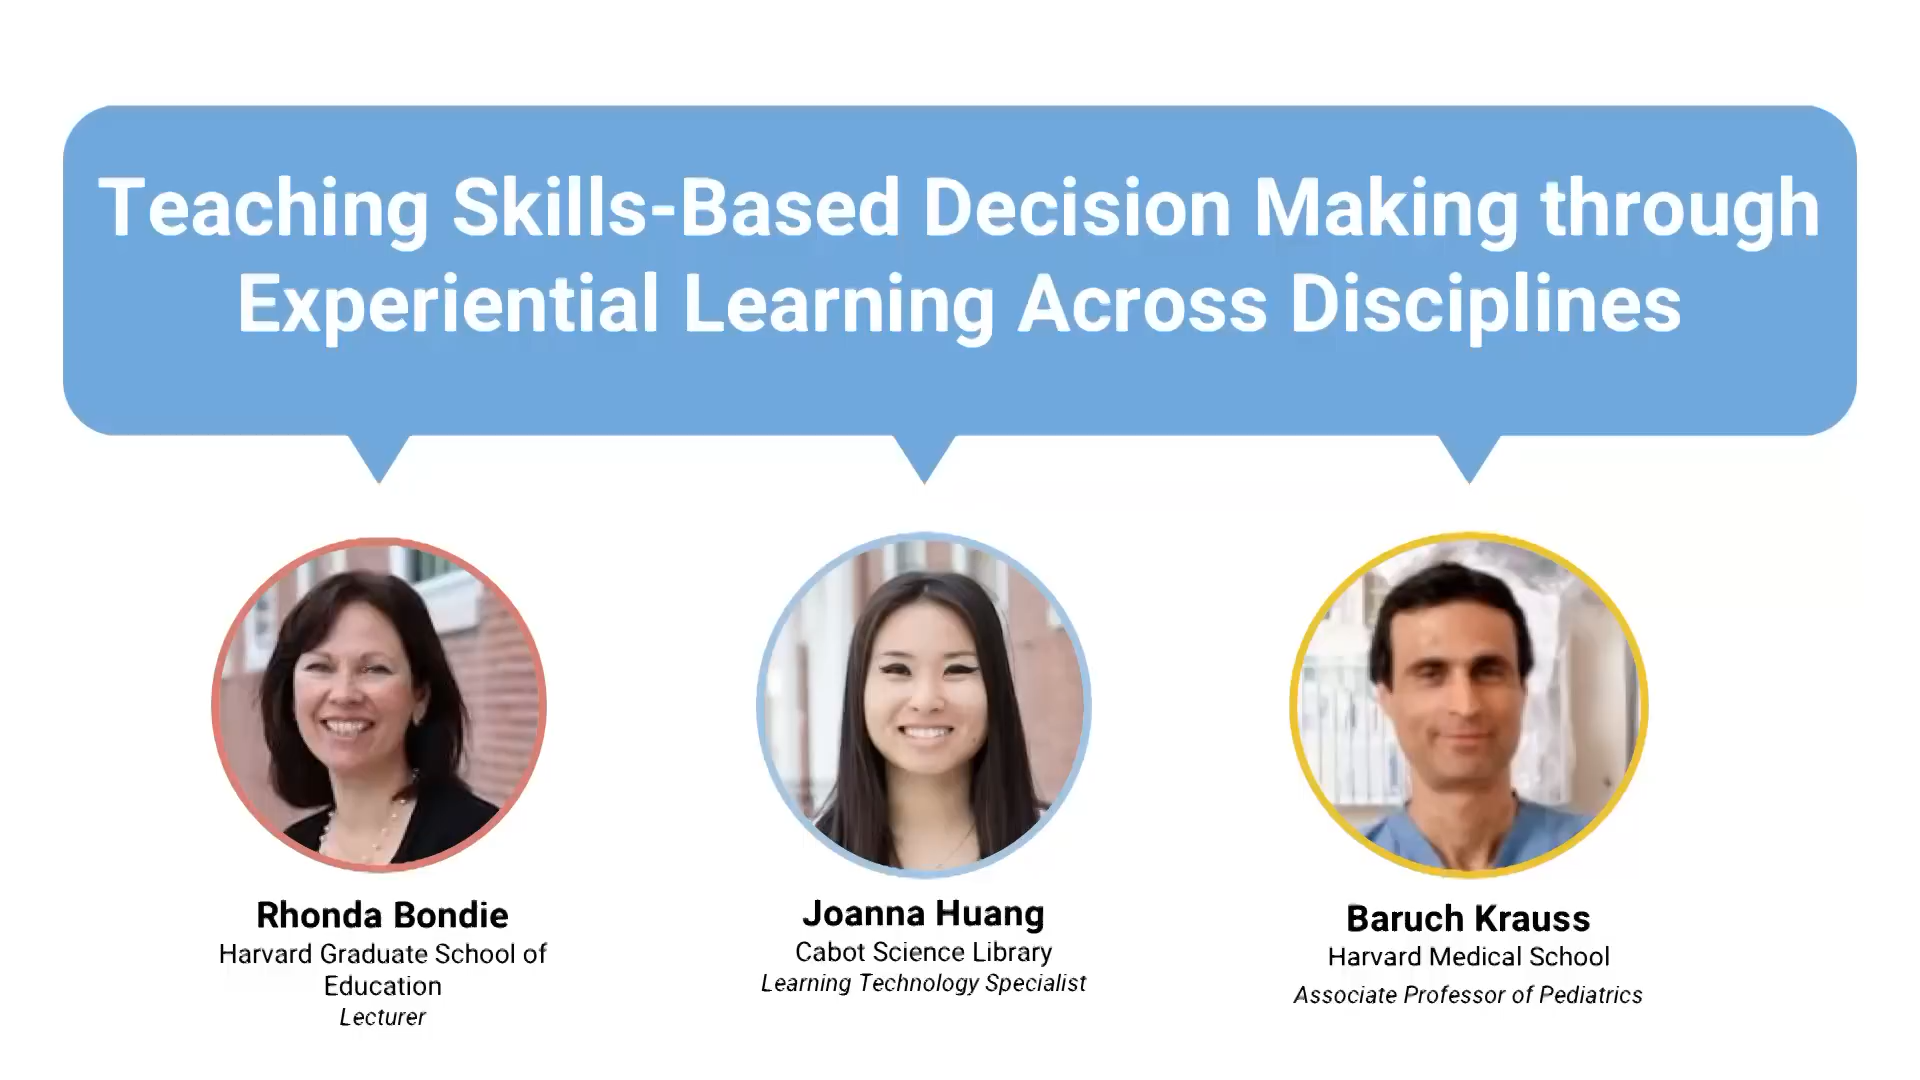 Teaching Skills-Based Decision Making through
Experiential Learning Across Disciplines
Rhonda Bondie
Harvard Graduate School of
Education
Lecturer
Joanna Huang
Cabot Science Library
Learning Technology Specialist
Baruch Krauss
Harvard Medical School
Associate Professor of Pediatrics